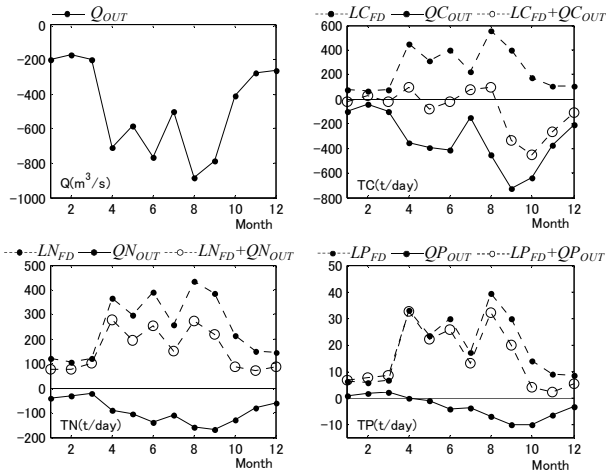 Q_OUT
0
-200
-400
-600
-800
-1000
Q(m³/s)
2 4 6 8 10 12
Month
LC_FD QC_OUT LC_FD+QC_OUT
600
400
200
0
-200
-400
-600
-800
TC(t/day)
2 4 6 8 10 12
Month
LN_FD QN_OUT LN_FD+QN_OUT
500
400
300
200
100
0
-100
-200
TN(t/day)
2 4 6 8 10 12
Month
LP_FD QP_OUT LP_FD+QP_OUT
50
40
30
20
10
0
-10
TP(t/day)
2 4 6 8 10 12
Month